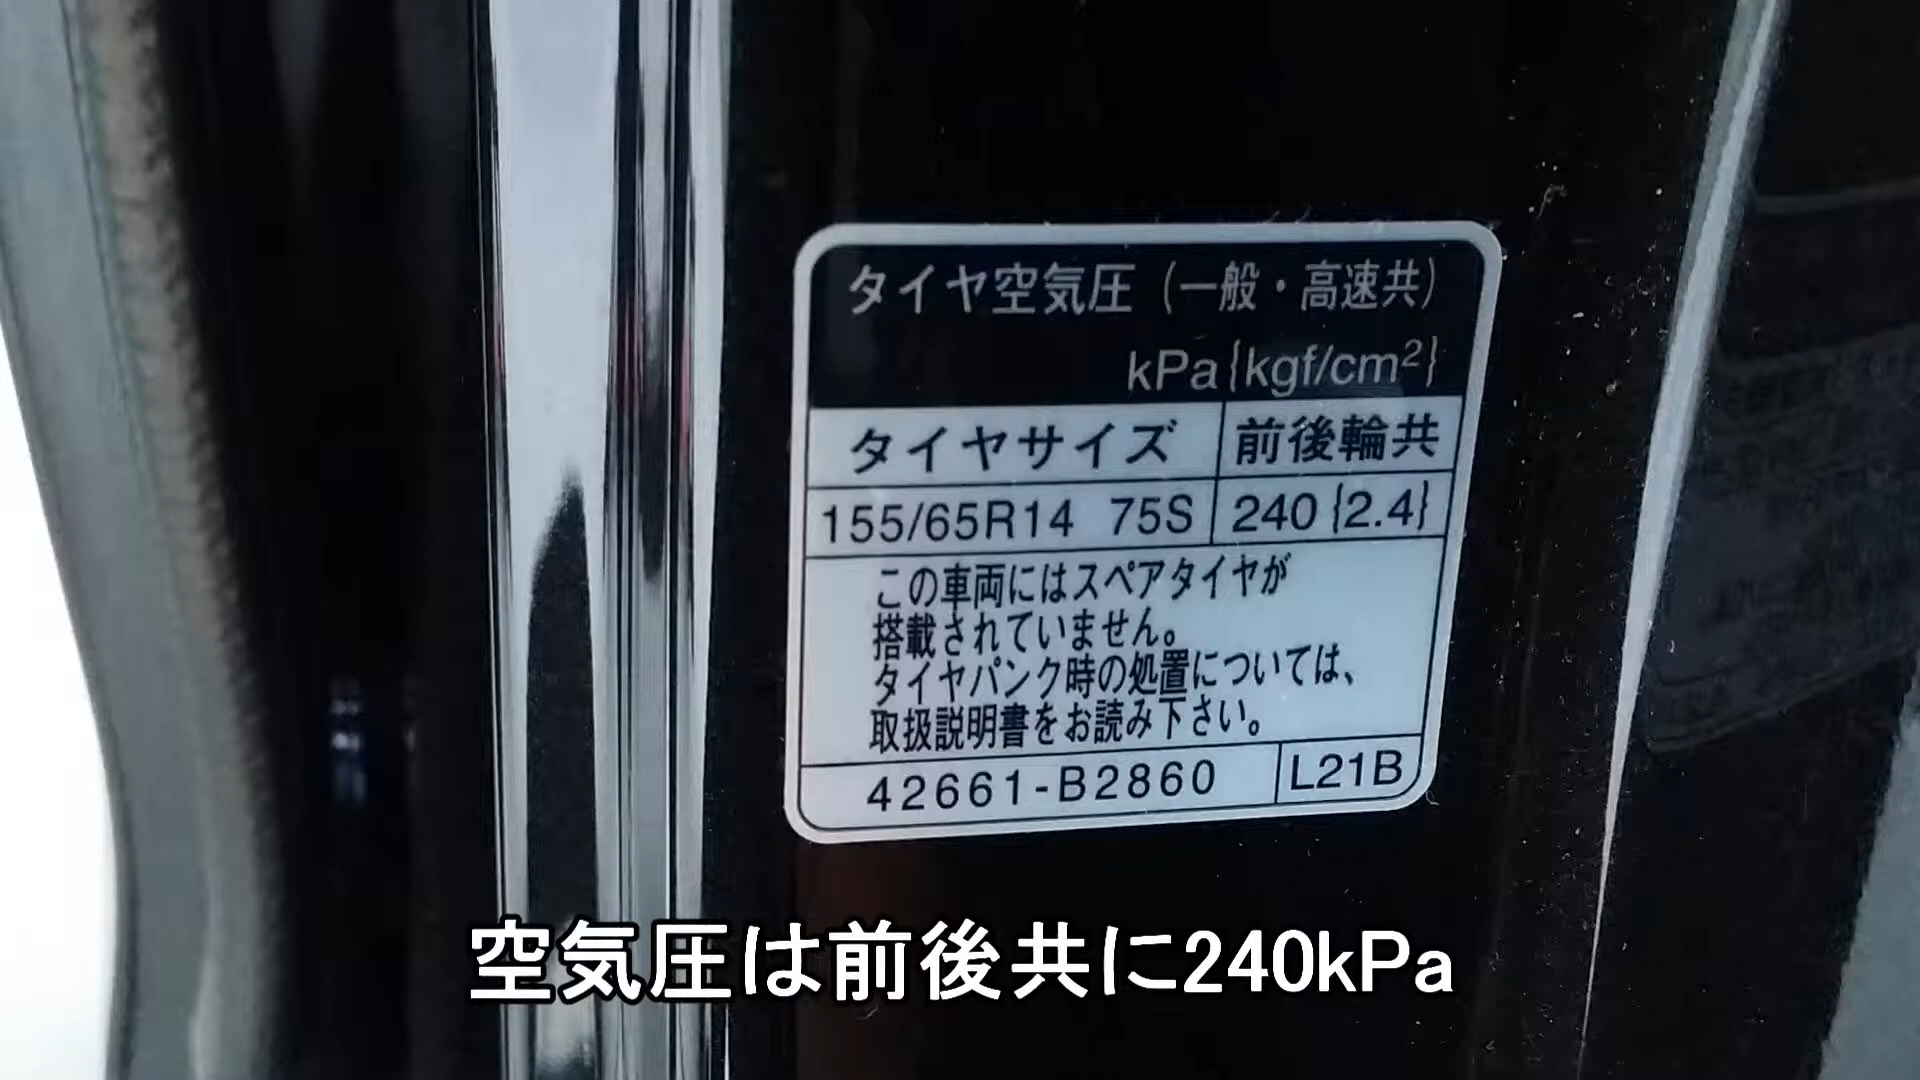 タイヤ空気圧（一般・高速共）
kPa{kgf/cm²}
タイヤサイズ 前後輪共
155/65R14 75S 240{2.4}
この車両にはスペアタイヤが
搭載されていません。
タイヤパンク時の処置については、
取扱説明書をお読み下さい。
42661-B2860 L21B
空気圧は前後共に240kPa